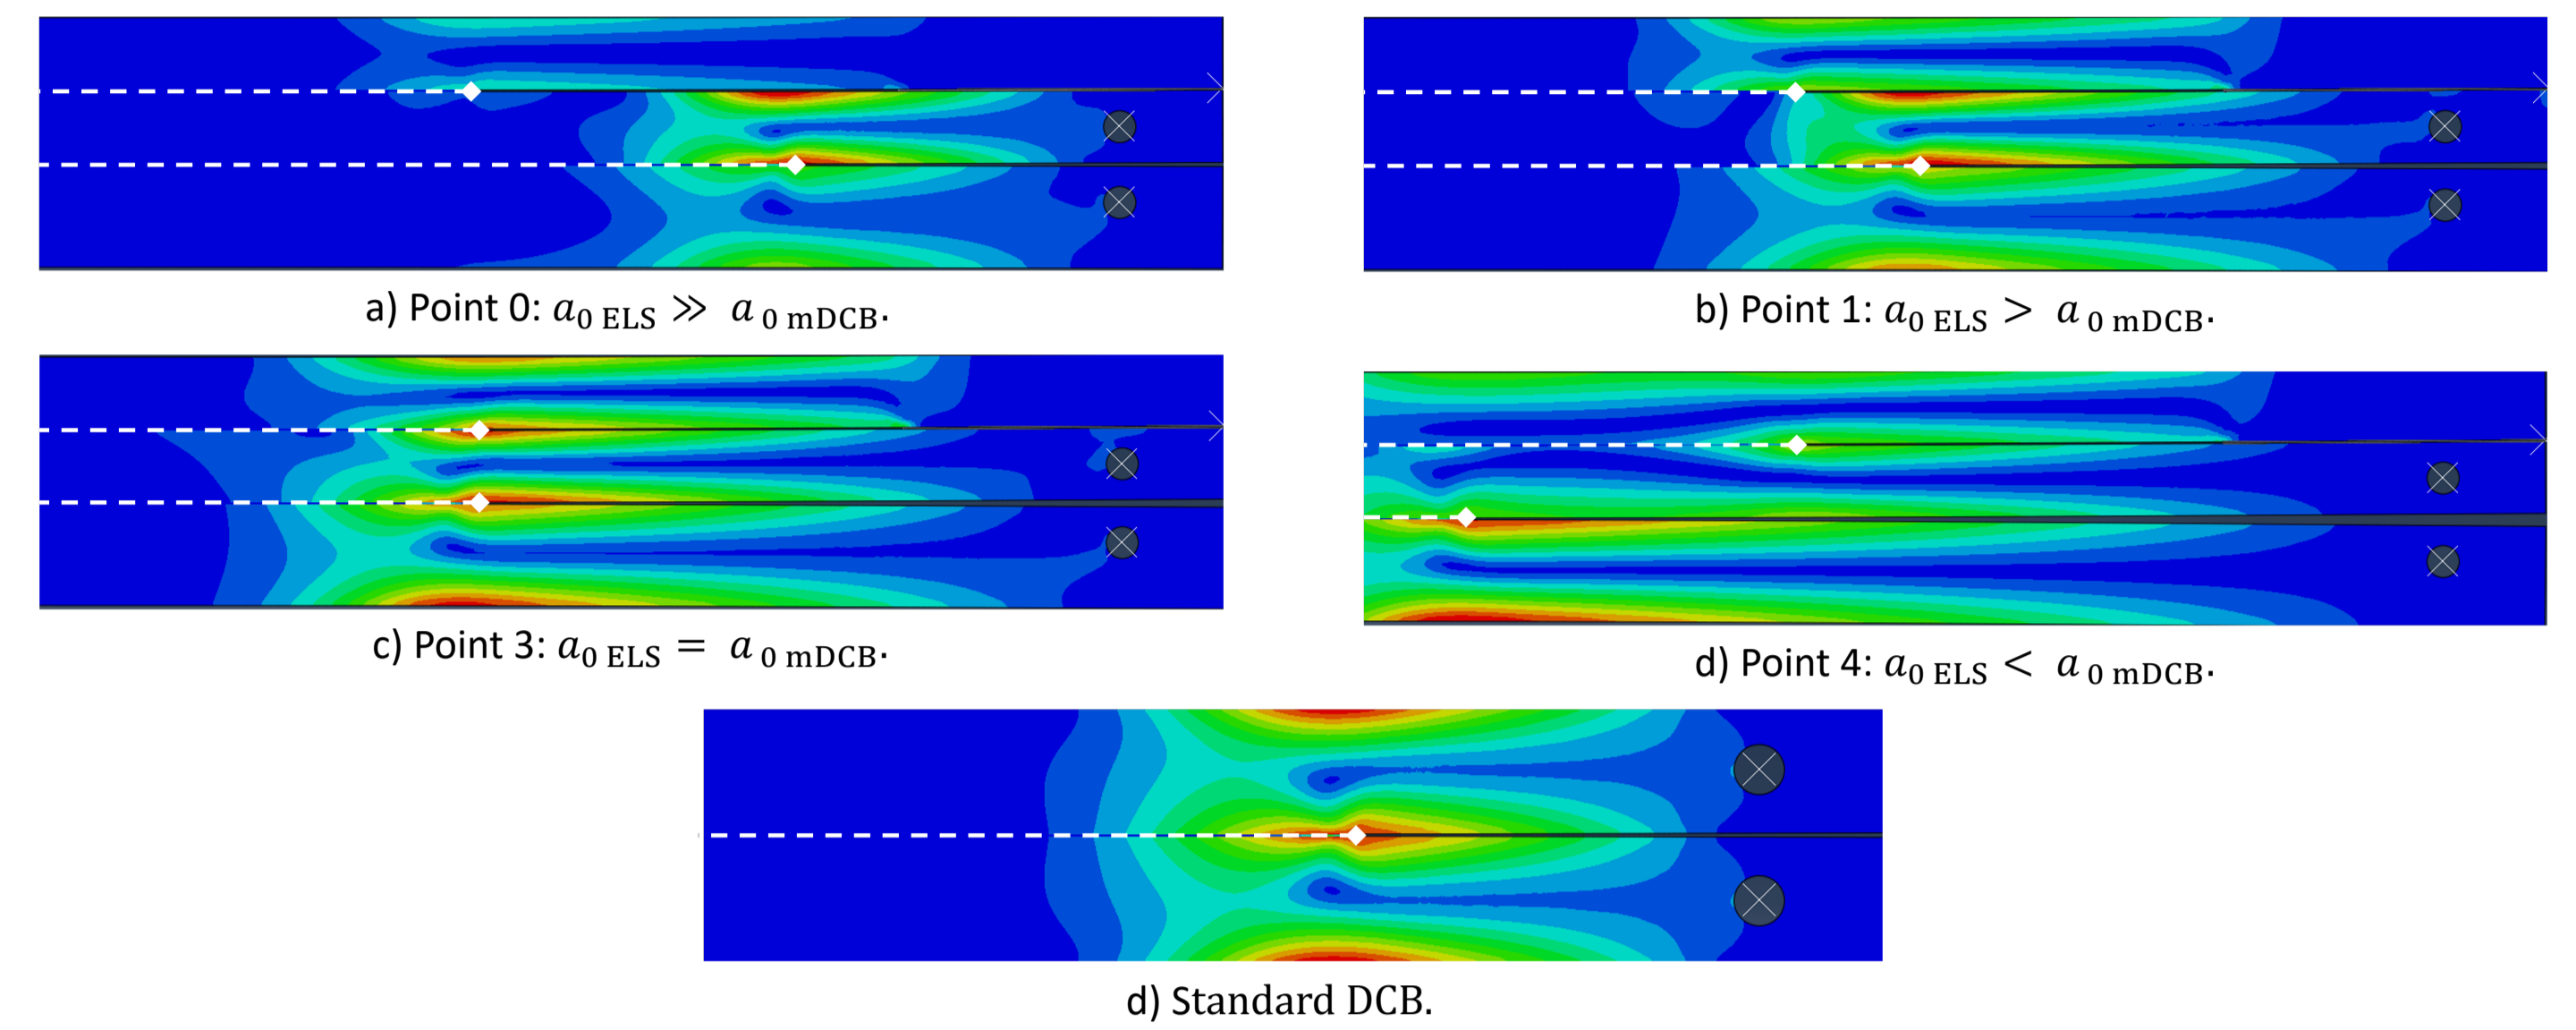 a) Point 0: a₀ ELS ≫ a ₀ mDCB.
b) Point 1: a₀ ELS > a ₀ mDCB.
c) Point 3: a₀ ELS = a ₀ mDCB.
d) Point 4: a₀ ELS < a ₀ mDCB.
d) Standard DCB.